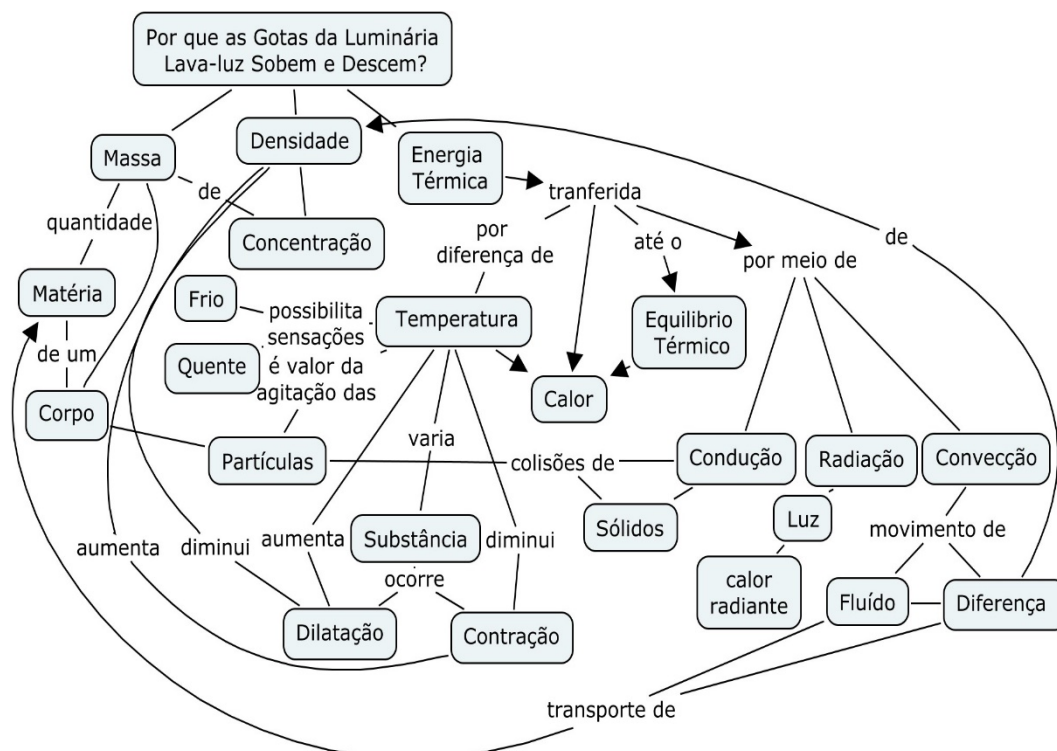 Por que as Gotas da Luminária
Lava-luz Sobem e Descem?
Massa
Densidade
Energia
Térmica
de
tranferida
quantidade
Concentração
por
diferença de
até o
de
por meio de
Matéria
Frio
possibilita
sensações
Temperatura
Equilibrio
Térmico
de um
Quente
é valor da
agitação das
Calor
Corpo
Partículas
varia
colisões de
Condução
Radiação
Convecção
Sólidos
Luz
aumenta
diminui
aumenta
Substância
diminui
movimento de
ocorre
calor
radiante
Fluído
Diferença
Dilatação
Contração
transporte de